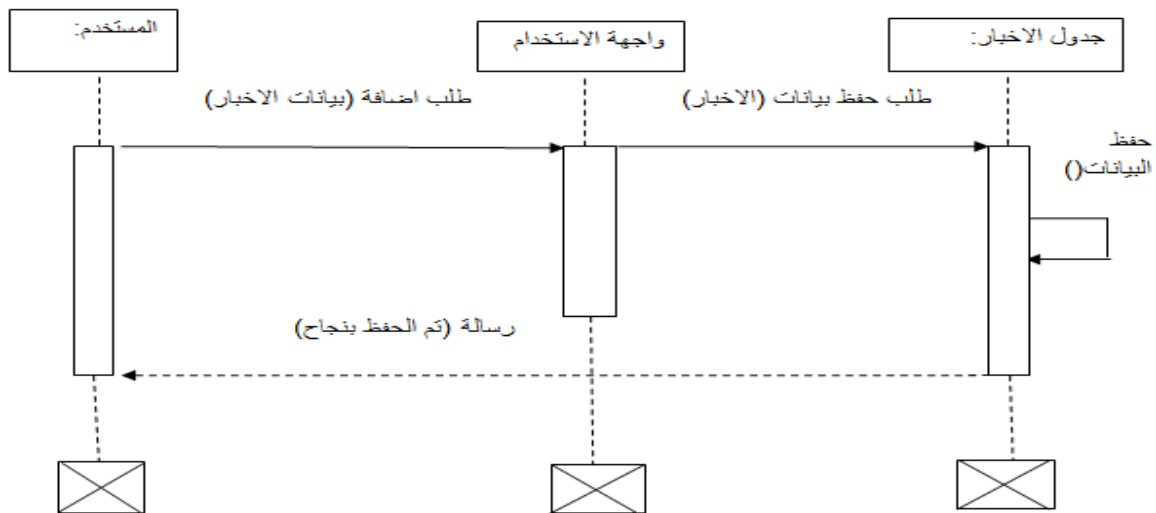 المستخدم:
واجهة الاستخدام
جدول الاخبار:
طلب اضافة (بيانات الاخبار)
طلب حفظ بيانات (الاخبار)
حفظ
البيانات()
رسالة (تم الحفظ بنجاح)